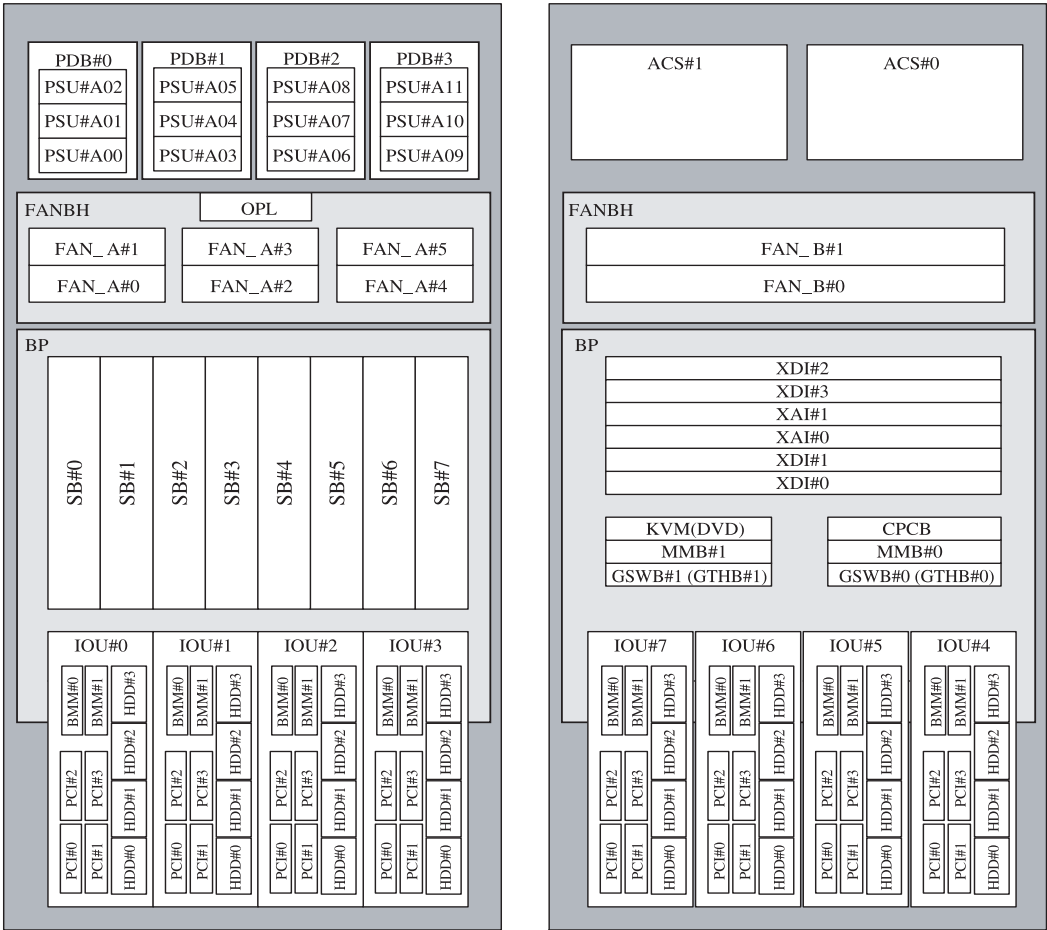 PDB#0 PDB#1 PDB#2 PDB#3
PSU#A02 PSU#A05 PSU#A08 PSU#A11
PSU#A01 PSU#A04 PSU#A07 PSU#A10
PSU#A00 PSU#A03 PSU#A06 PSU#A09
FANBH OPL
FAN_ A#1 FAN_ A#3 FAN_ A#5
FAN_A#0 FAN_A#2 FAN_A#4
BP
SB#0 SB#1 SB#2 SB#3 SB#4 SB#5 SB#6 SB#7
IOU#0 IOU#1 IOU#2 IOU#3
BMM#0 BMM#1 HDD#3 BMM#0 BMM#1 HDD#3 BMM#0 BMM#1 HDD#3 BMM#0 BMM#1 HDD#3
HDD#2 HDD#2 HDD#2 HDD#2
PCI#2 PCI#3 HDD#1 PCI#2 PCI#3 HDD#1 PCI#2 PCI#3 HDD#1 PCI#2 PCI#3 HDD#1
PCI#0 PCI#1 HDD#0 PCI#0 PCI#1 HDD#0 PCI#0 PCI#1 HDD#0 PCI#0 PCI#1 HDD#0
ACS#1 ACS#0
FANBH
FAN_ B#1
FAN_B#0
BP
XDI#2
XDI#3
XAI#1
XAI#0
XDI#1
XDI#0
KVM(DVD) CPCB
MMB#1 MMB#0
GSWB#1 (GTHB#1) GSWB#0 (GTHB#0)
IOU#7 IOU#6 IOU#5 IOU#4
BMM#0 BMM#1 HDD#3 BMM#0 BMM#1 HDD#3 BMM#0 BMM#1 HDD#3 BMM#0 BMM#1 HDD#3
HDD#2 HDD#2 HDD#2 HDD#2
PCI#2 PCI#3 HDD#1 PCI#2 PCI#3 HDD#1 PCI#2 PCI#3 HDD#1 PCI#2 PCI#3 HDD#1
PCI#0 PCI#1 HDD#0 PCI#0 PCI#1 HDD#0 PCI#0 PCI#1 HDD#0 PCI#0 PCI#1 HDD#0